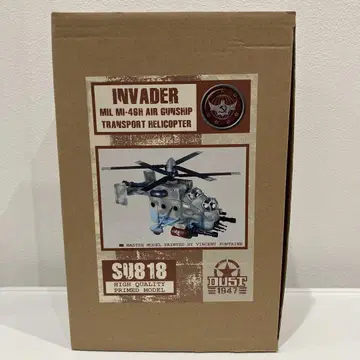 INVADER
MIL MI-46H AIR GUNSHIP
TRANSPORT HELICOPTER
MASTER MODEL PAINTED BY VINCENT FONTAINE
SU818
HIGH QUALITY
PRIMED MODEL
DUST
1947